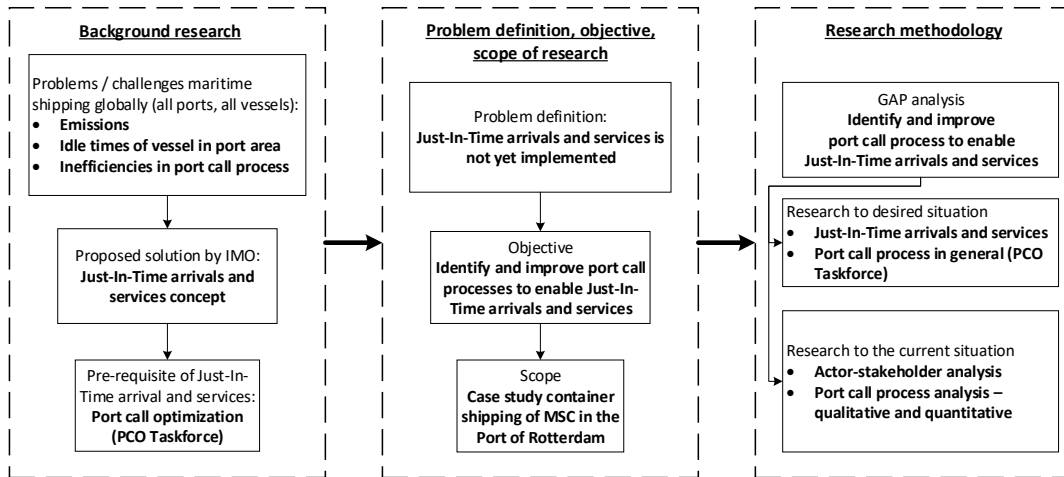 Background research
Problems / challenges maritime
shipping globally (all ports, all vessels):
• Emissions
• Idle times of vessel in port area
• Inefficiencies in port call process
Proposed solution by IMO:
Just-In-Time arrivals and
services concept
Pre-requisite of Just-In-
Time arrival and services:
Port call optimization
(PCO Taskforce)
Problem definition, objective,
scope of research
Problem definition:
Just-In-Time arrivals and services is
not yet implemented
Objective
Identify and improve port call
processes to enable Just-In-
Time arrivals and services
Scope
Case study container
shipping of MSC in the
Port of Rotterdam
Research methodology
GAP analysis
Identify and improve
port call process to enable
Just-In-Time arrivals and services
Research to desired situation
• Just-In-Time arrivals and services
• Port call process in general (PCO
Taskforce)
Research to the current situation
• Actor-stakeholder analysis
• Port call process analysis –
qualitative and quantitative